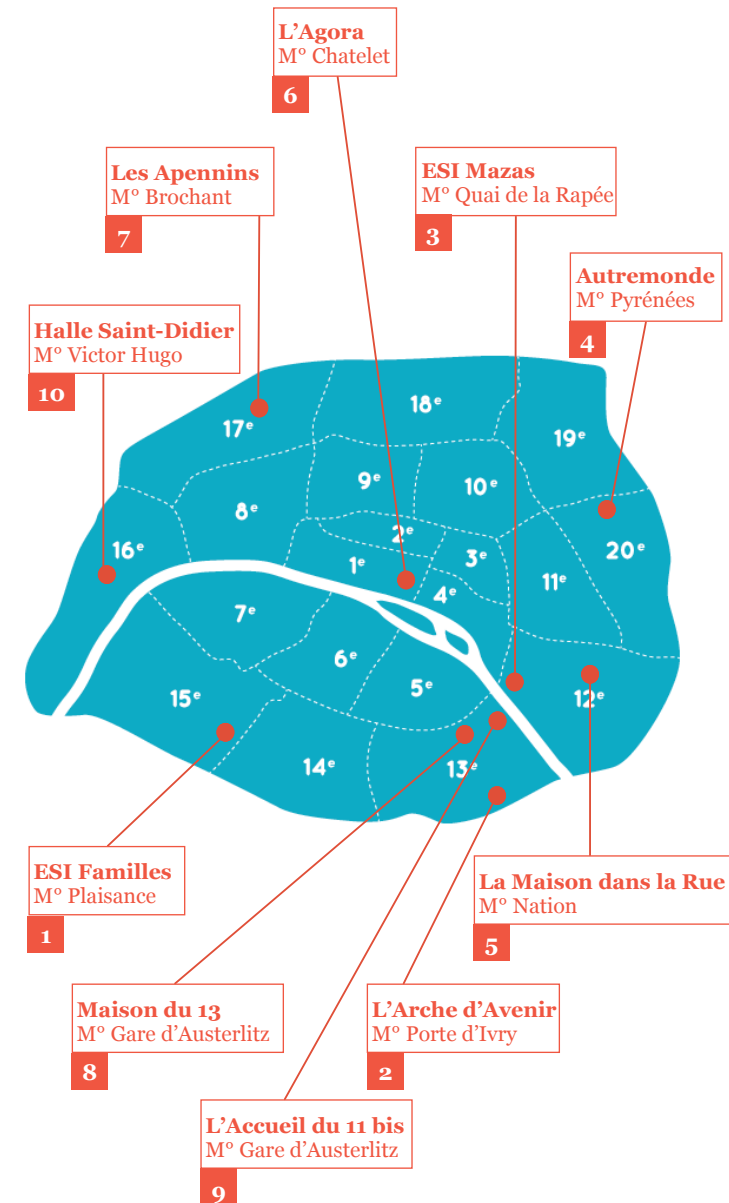 L’Agora
M° Chatelet
6
Les Apennins
M° Brochant
7
ESI Mazas
M° Quai de la Rapée
3
Autremonde
M° Pyrénées
4
Halle Saint-Didier
M° Victor Hugo
10
18e
17e
19e
9e
10e
8e
2e
16e
1e
3e
20e
11e
4e
7e
6e
5e
15e
12e
14e
13e
ESI Familles
M° Plaisance
1
La Maison dans la Rue
M° Nation
5
Maison du 13
M° Gare d’Austerlitz
8
L’Arche d’Avenir
M° Porte d’Ivry
2
L’Accueil du 11 bis
M° Gare d’Austerlitz
9